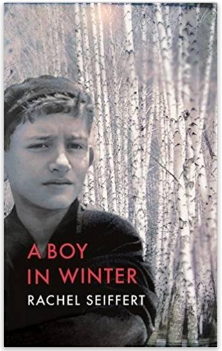 A BOY
IN WINTER
RACHEL SEIFFERT